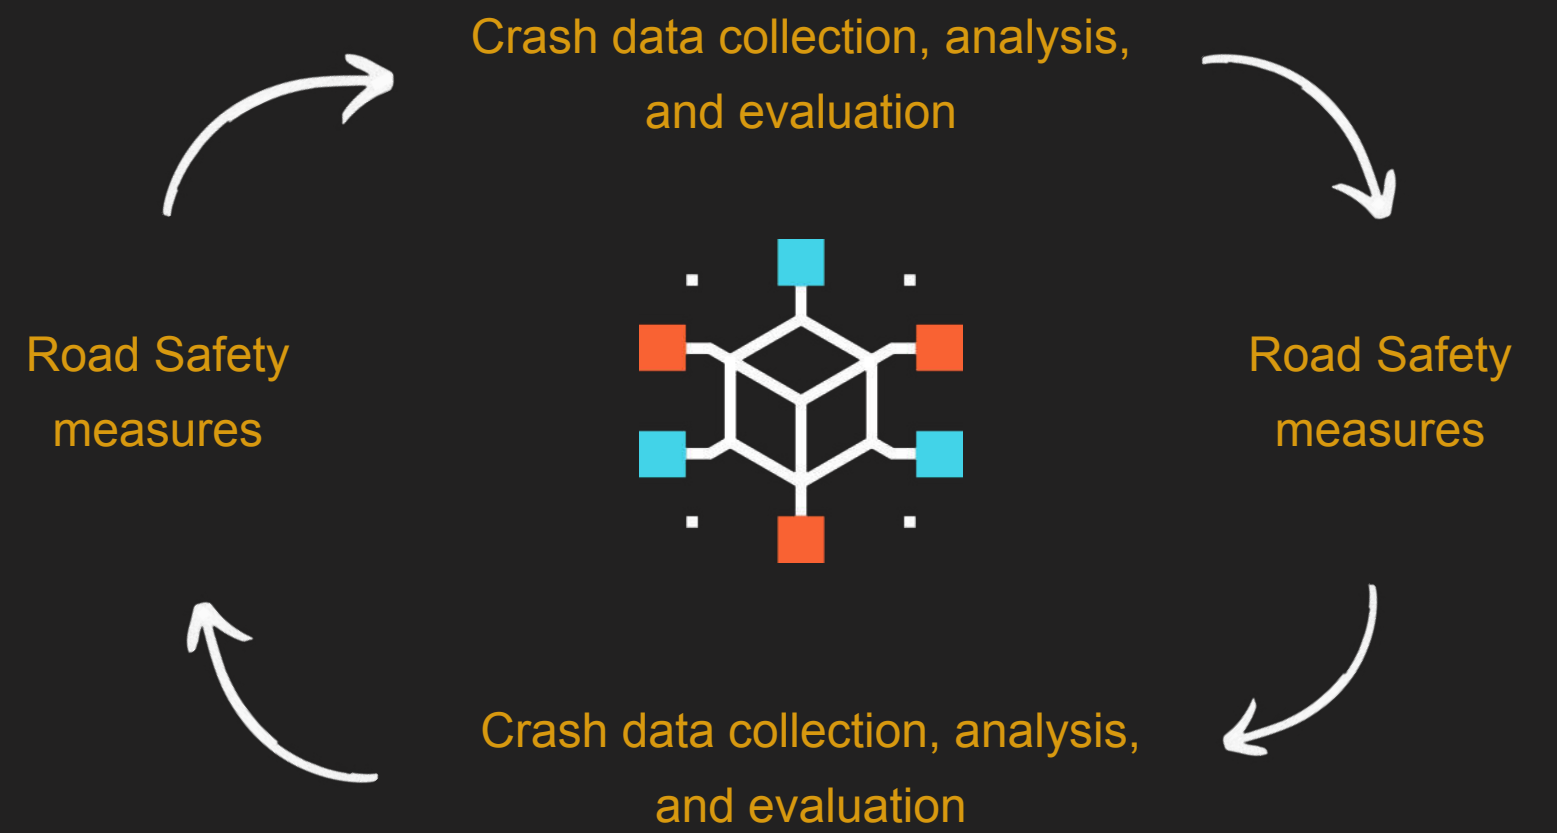 Crash data collection, analysis,
and evaluation
Road Safety
measures
Road Safety
measures
Crash data collection, analysis,
and evaluation